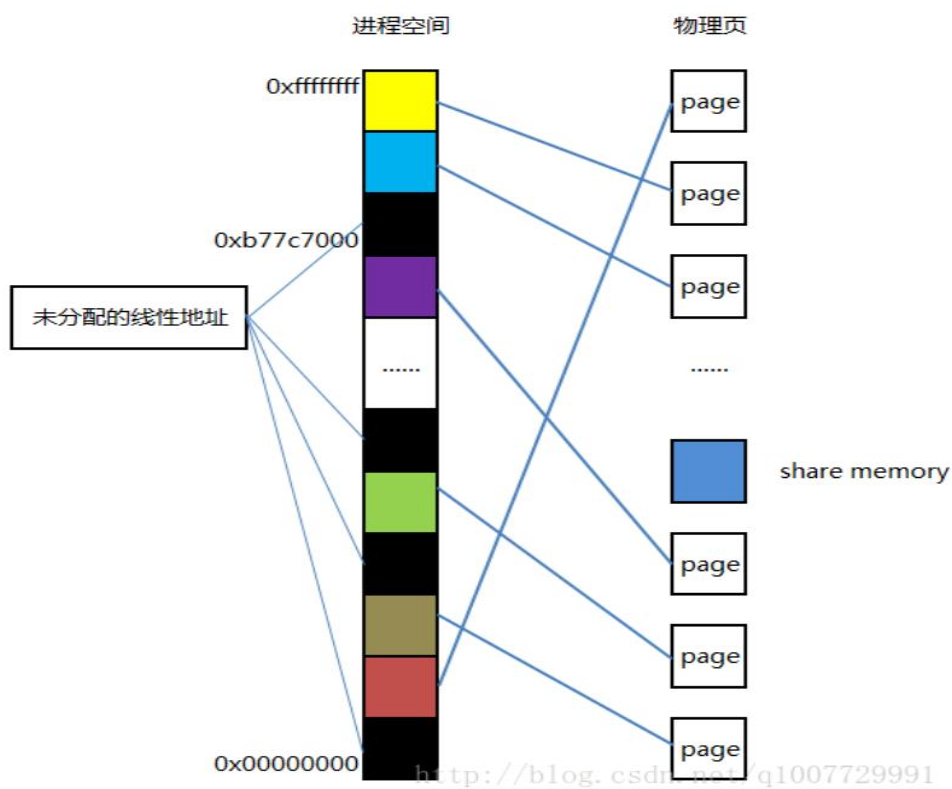 进程空间
物理页
0xffffffff
page
page
0xb77c7000
page
未分配的线性地址
......
......
share memory
page
page
page
0x00000000
http://blog.csdn.net/q1007729991